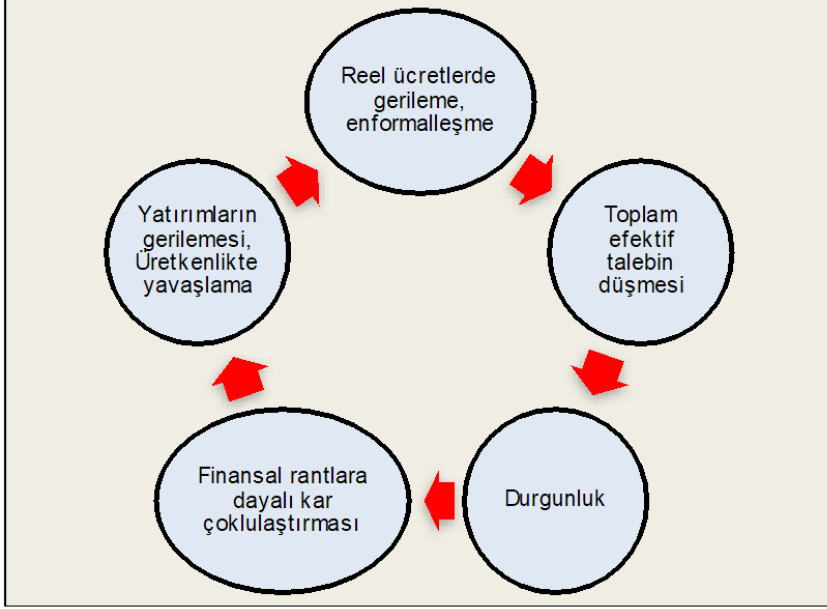 Reel ücretlerde
gerileme,
enformalleşme
Toplam
efektif
talebin
düşmesi
Durgunluk
Finansal rantlara
dayalı kar
çoklulaştırması
Yatırımların
gerilemesi,
Üretkenlikte
yavaşlama